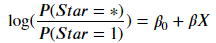 log(P(Star = *)/P(Star = 1)) = β₀ + βX